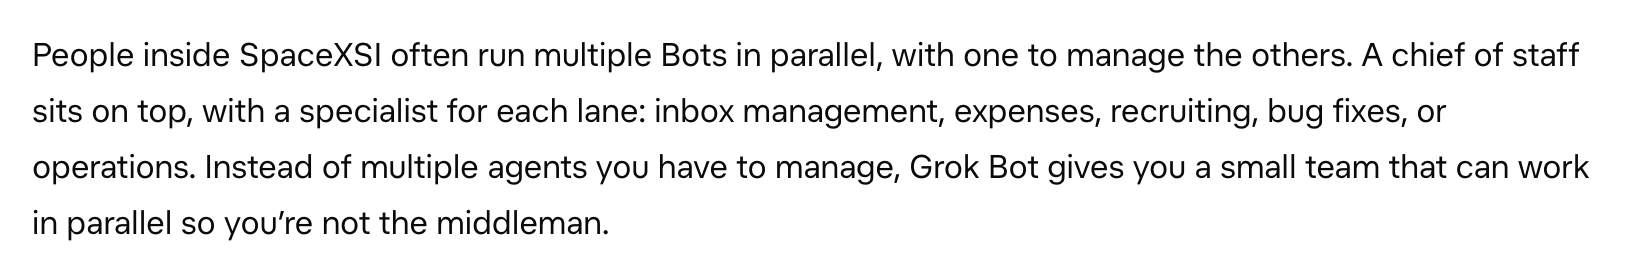 People inside SpaceXSI often run multiple Bots in parallel, with one to manage the others. A chief of staff
sits on top, with a specialist for each lane: inbox management, expenses, recruiting, bug fixes, or
operations. Instead of multiple agents you have to manage, Grok Bot gives you a small team that can work
in parallel so you’re not the middleman.